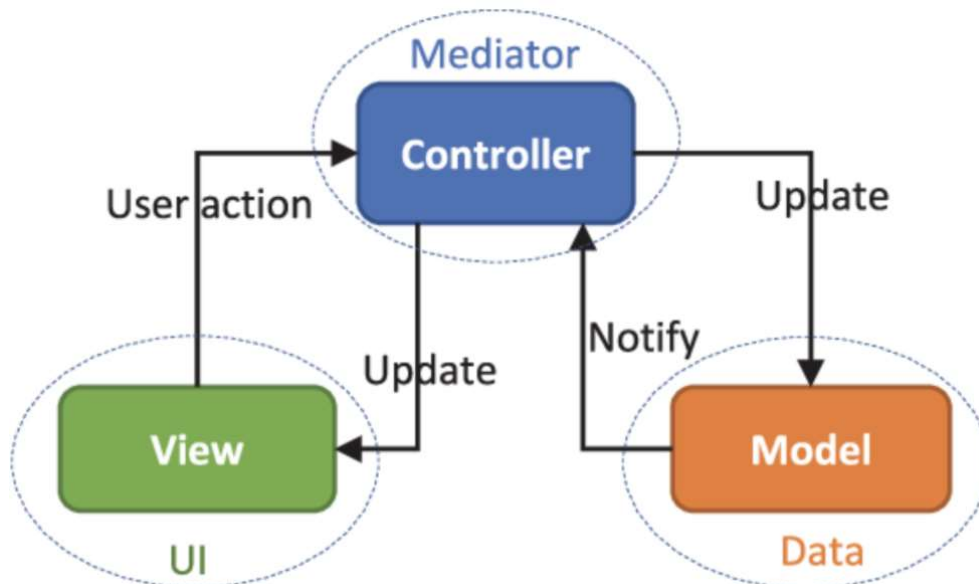 Mediator
Controller
User action
Update
Notify
Update
View
Model
UI
Data